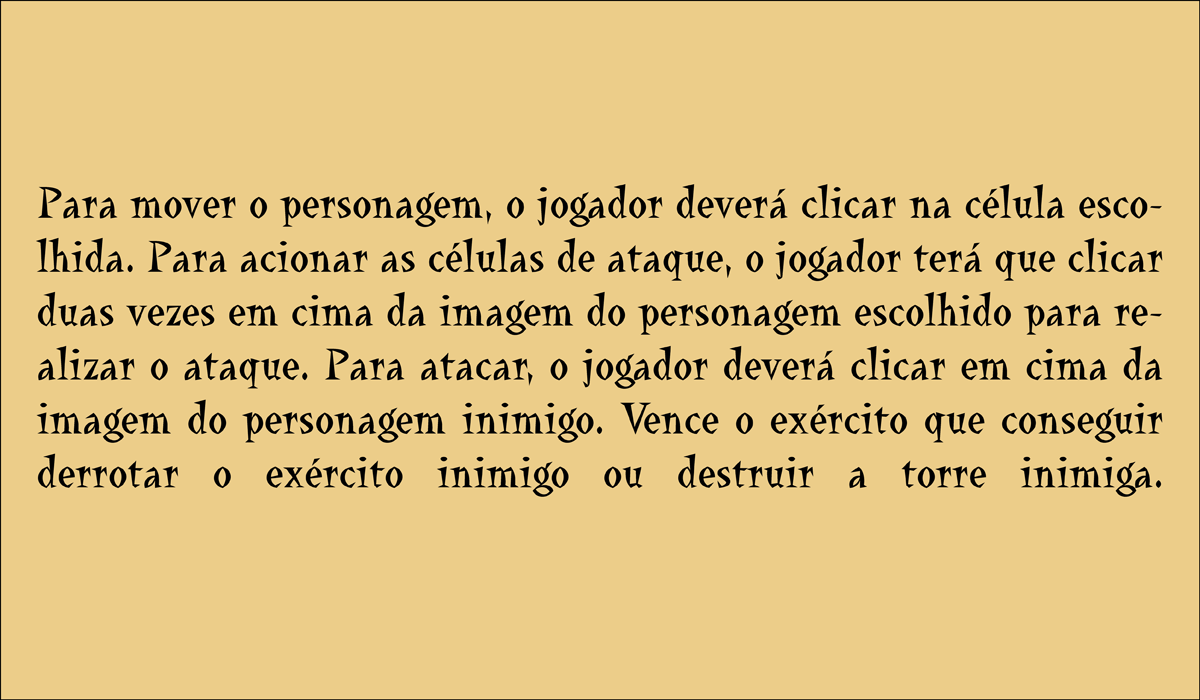 Para mover o personagem, o jogador deverá clicar na célula esco-
lhida. Para acionar as células de ataque, o jogador terá que clicar
duas vezes em cima da imagem do personagem escolhido para re-
alizar o ataque. Para atacar, o jogador deverá clicar em cima da
imagem do personagem inimigo. Vence o exército que conseguir
derrotar o exército inimigo ou destruir a torre inimiga.